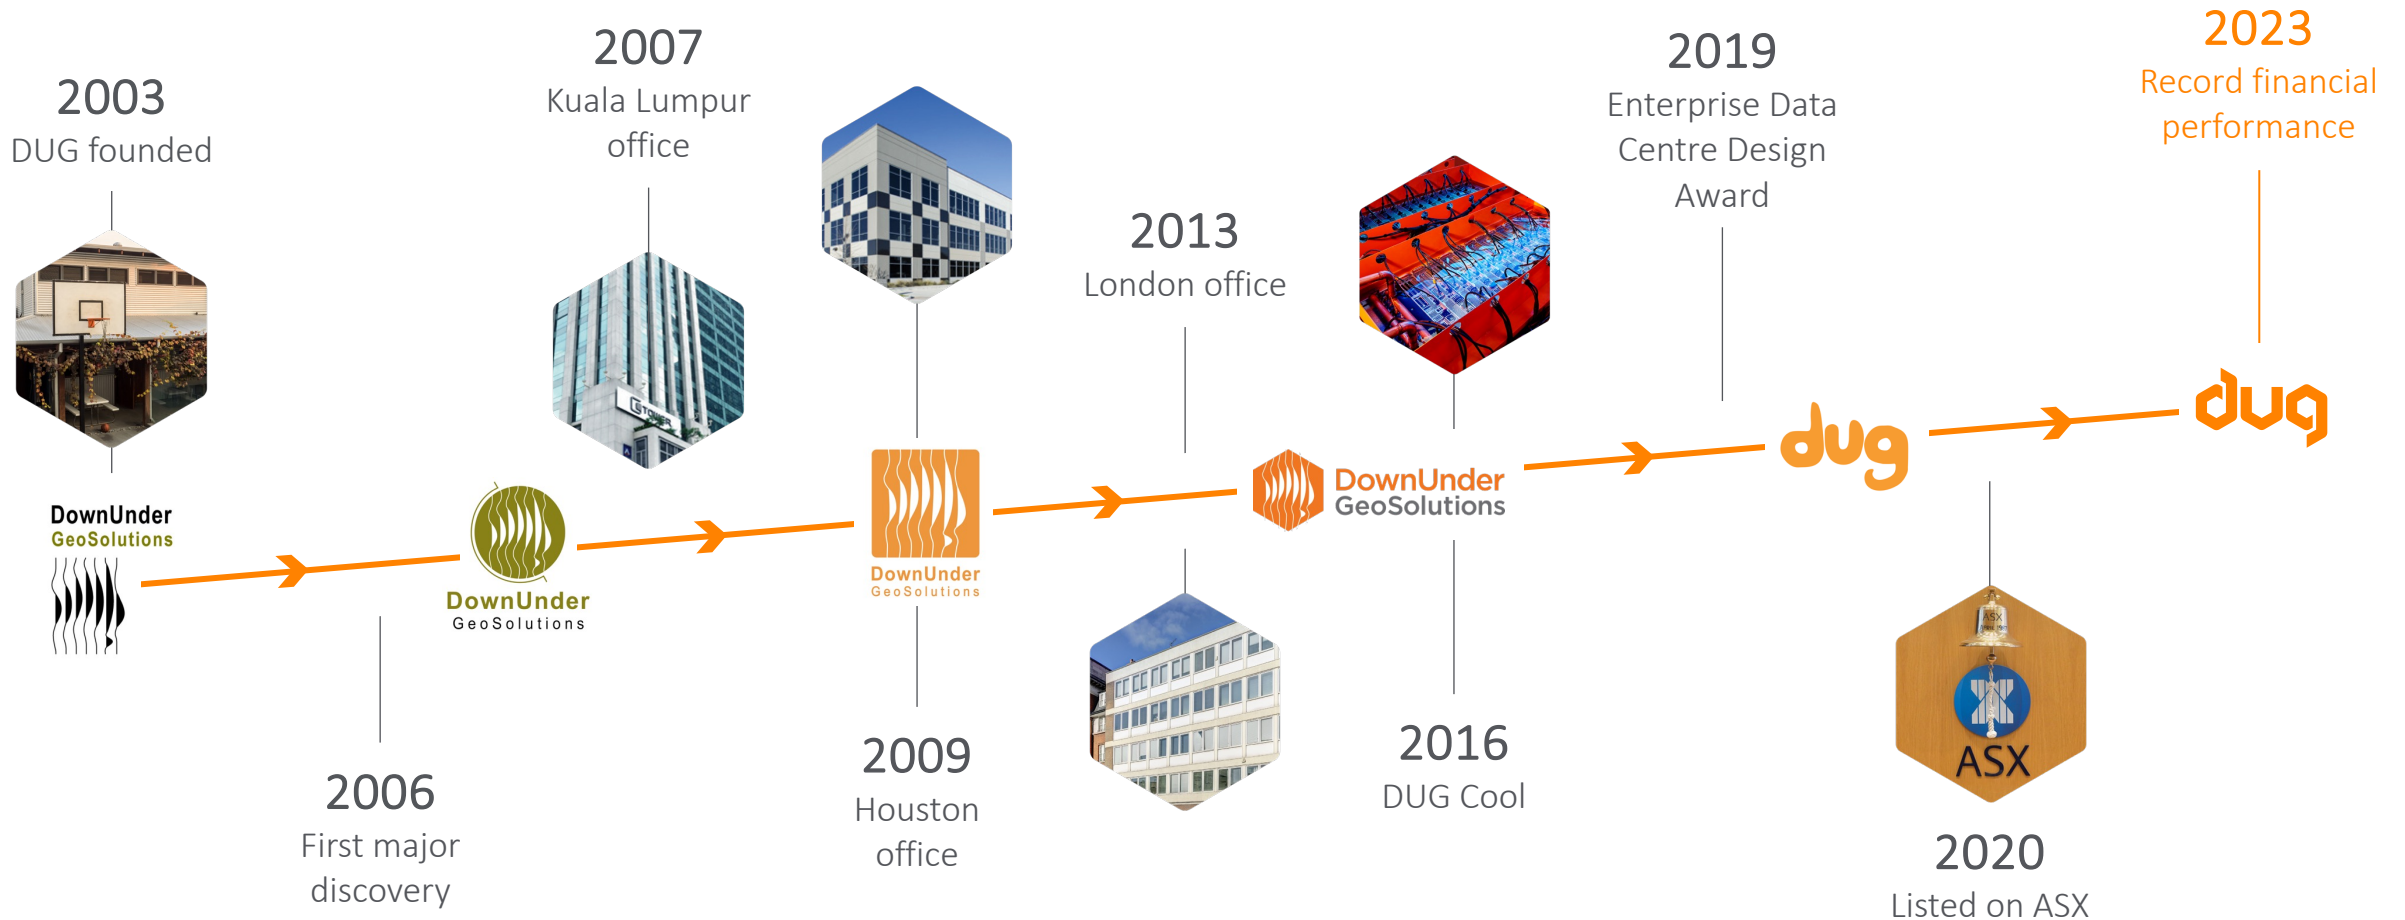 2003
DUG founded
DownUnder
GeoSolutions
2006
First major
discovery
DownUnder
GeoSolutions
2007
Kuala Lumpur
office
DownUnder
GeoSolutions
2009
Houston
office
2013
London office
DownUnder
GeoSolutions
2016
DUG Cool
2019
Enterprise Data
Centre Design
Award
dug
ASX
ASX
2020
Listed on ASX
2023
Record financial
performance
dug